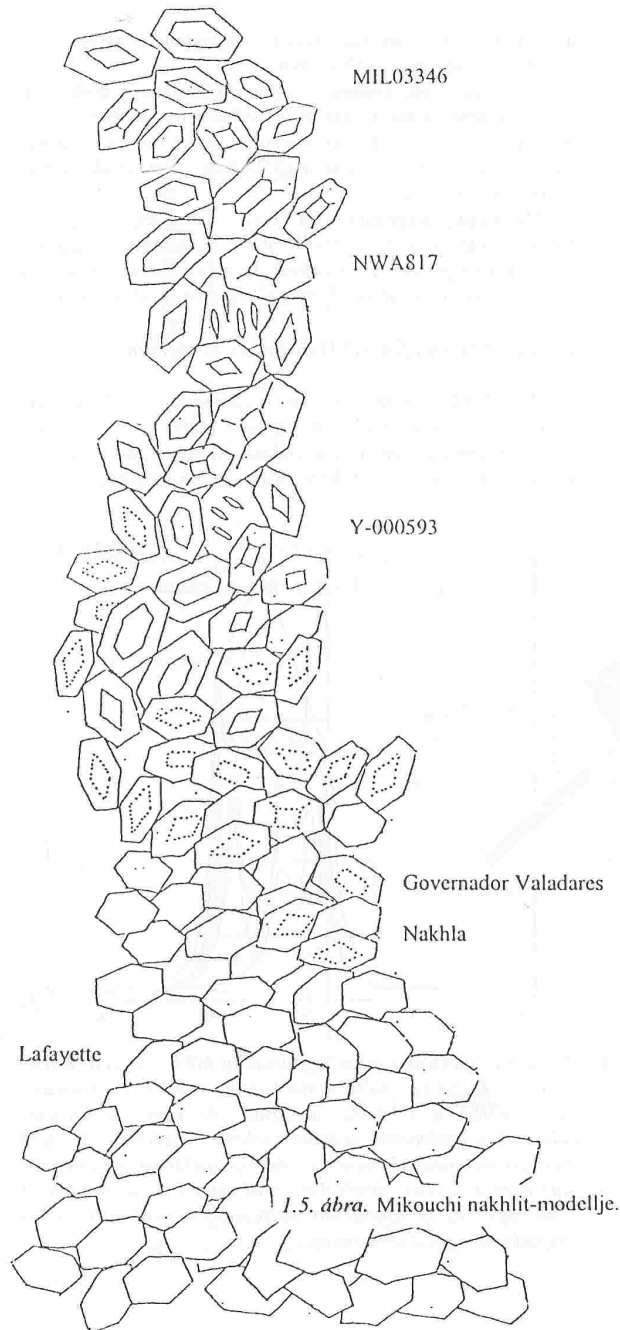 MIL03346
NWA817
Y-000593
Governador Valadares
Nakhla
Lafayette
1.5. ábra. Mikouchi nakhlit-modellje.